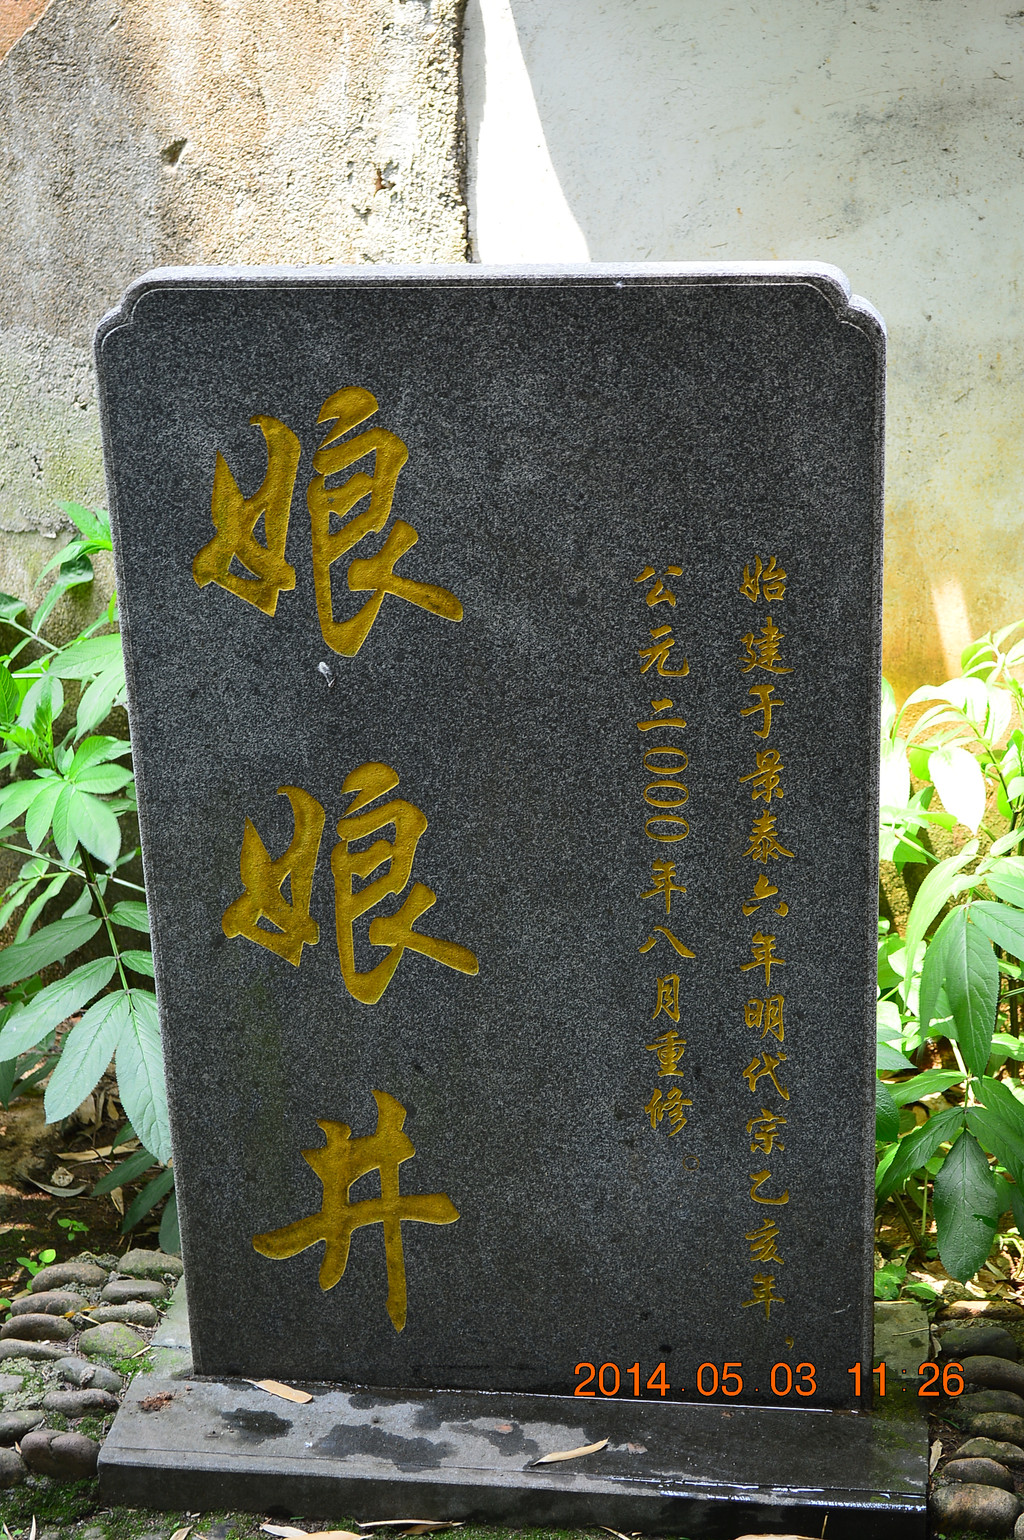 始建于景泰六年明代宗乙亥年，
公元二〇〇〇年八月重修
娘娘井
2014.05.03 11:26